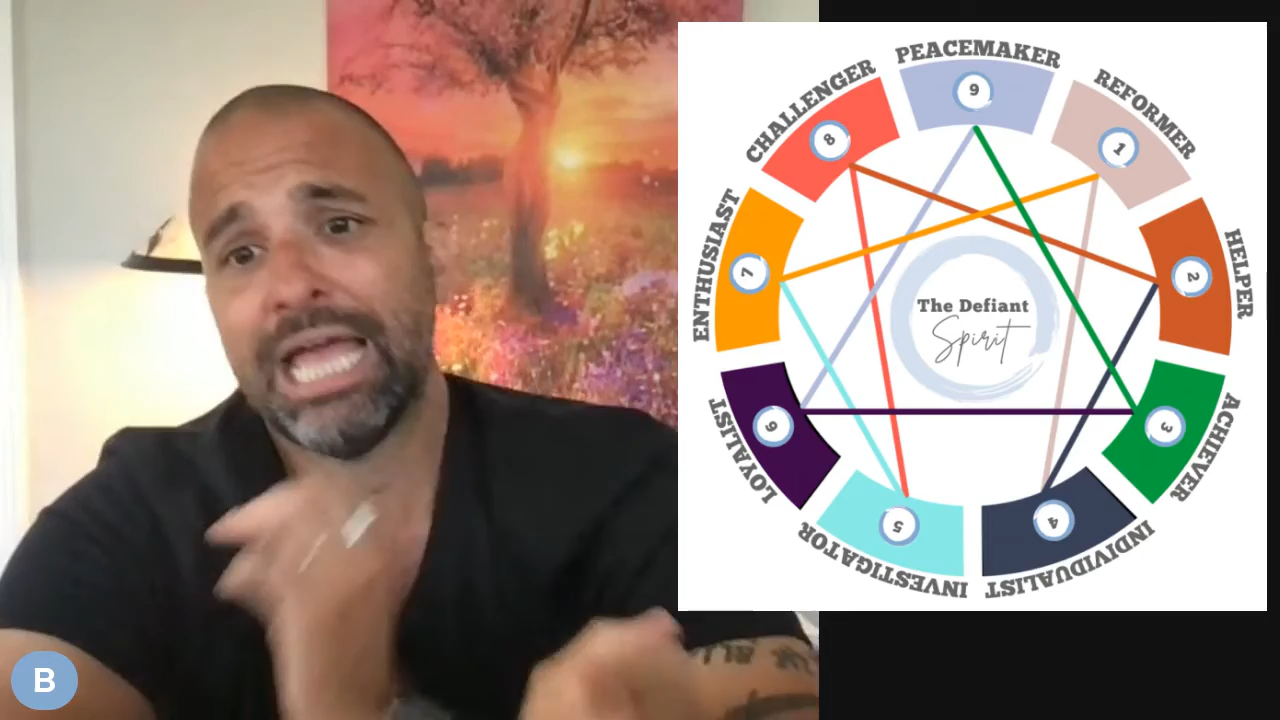 PEACEMAKER
9
REFORMER
1
HELPER
2
ACHIEVER
3
INDIVIDUALIST
4
INVESTIGATOR
5
LOYALIST
6
ENTHUSIAST
7
CHALLENGER
8
The Defiant
Spirit
B